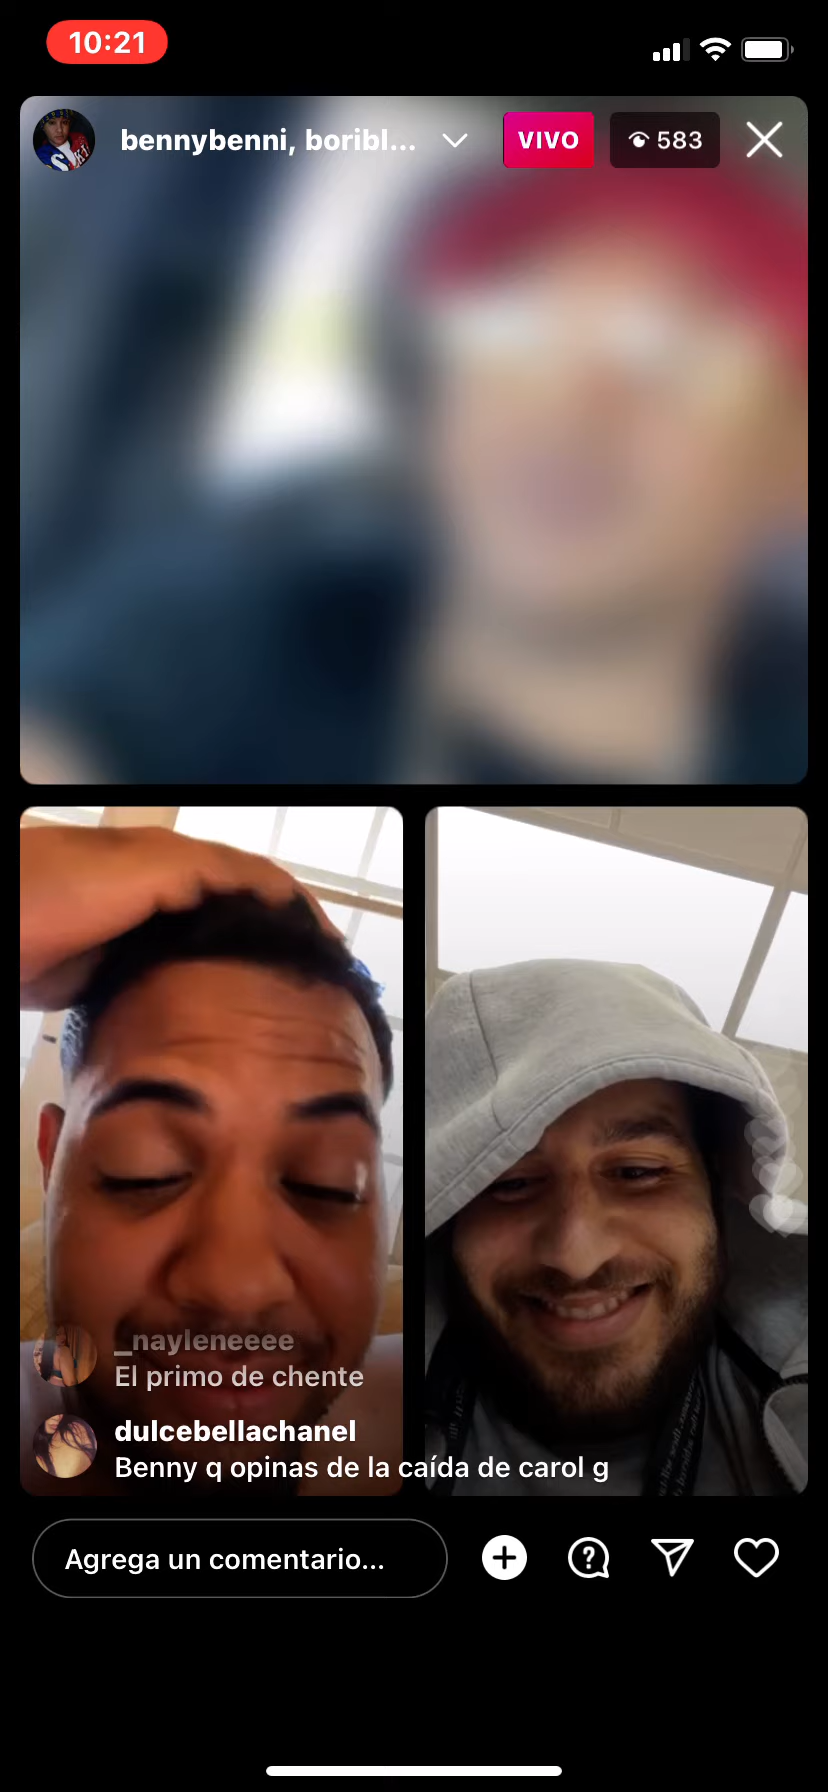 10:21
bennybenni, boribl...
VIVO
583
_nayleneeee
El primo de chente
dulcebellachanel
Benny q opinas de la caída de carol g
Agrega un comentario...